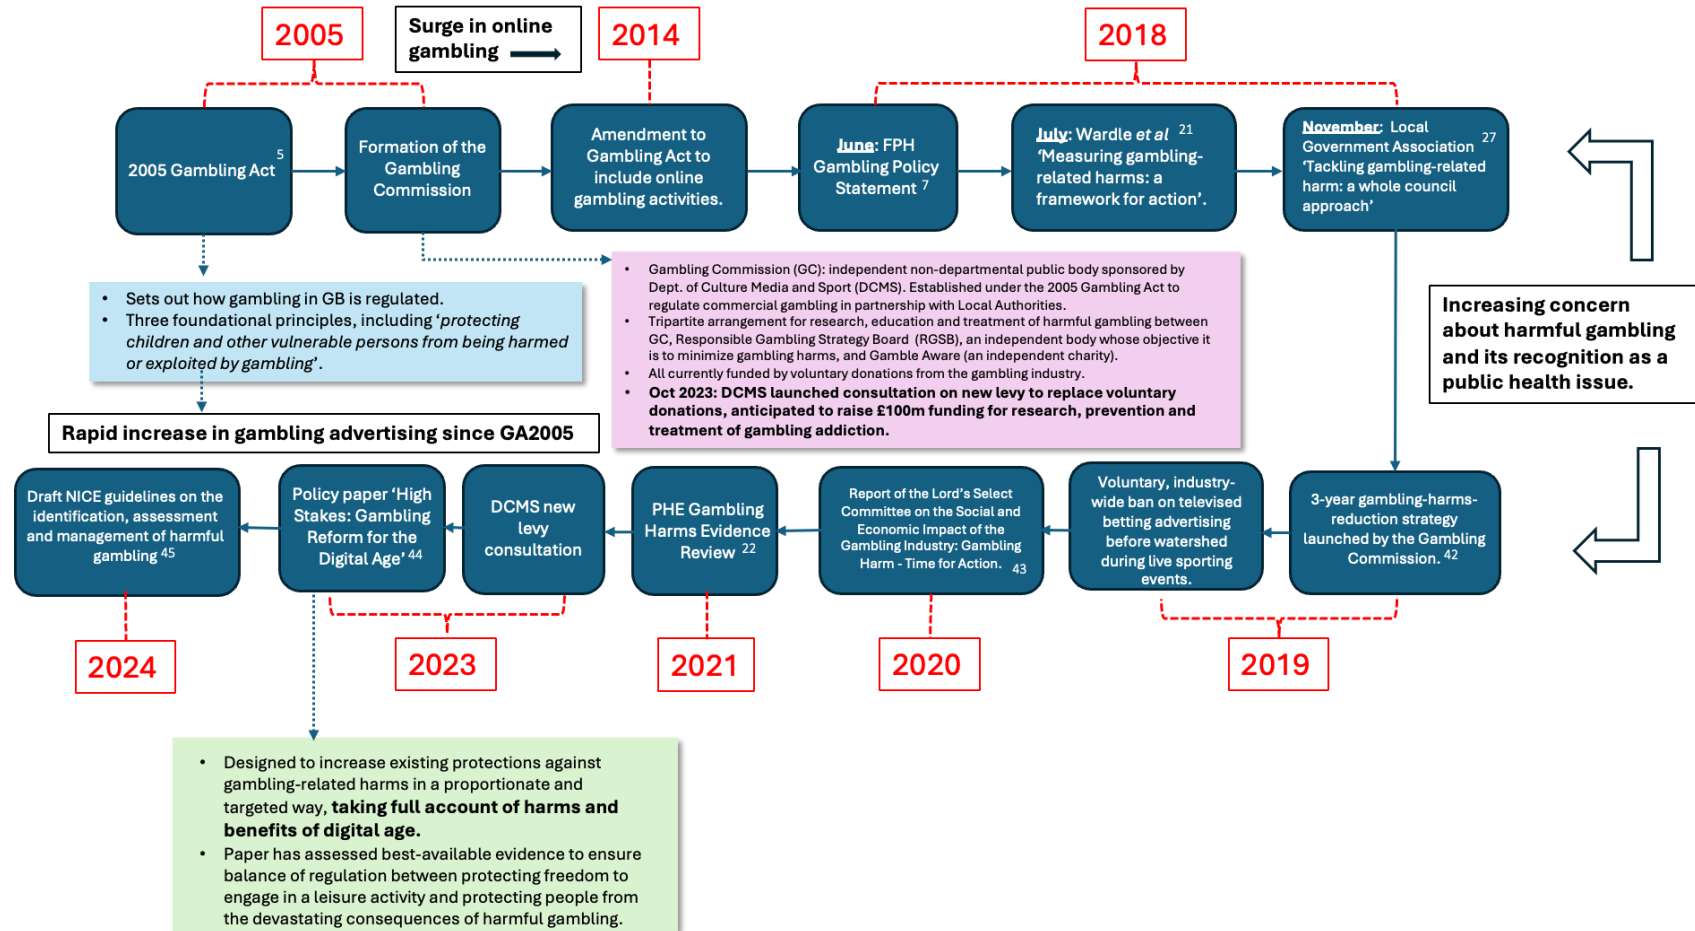 2005
Surge in online
gambling
2014
2018
2005 Gambling Act 5
Formation of the
Gambling
Commission
Amendment to
Gambling Act to
include online
gambling activities.
June: FPH
Gambling Policy
Statement 7
July: Wardle et al 21
‘Measuring gambling-
related harms: a
framework for action’.
November: Local
Government Association 27
‘Tackling gambling-related
harm: a whole council
approach’
• Sets out how gambling in GB is regulated.
• Three foundational principles, including ‘protecting
children and other vulnerable persons from being harmed
or exploited by gambling’.
• Gambling Commission (GC): independent non-departmental public body sponsored by
Dept. of Culture Media and Sport (DCMS). Established under the 2005 Gambling Act to
regulate commercial gambling in partnership with Local Authorities.
• Tripartite arrangement for research, education and treatment of harmful gambling between
GC, Responsible Gambling Strategy Board (RGSB), an independent body whose objective it
is to minimize gambling harms, and Gamble Aware (an independent charity).
• All currently funded by voluntary donations from the gambling industry.
• Oct 2023: DCMS launched consultation on new levy to replace voluntary
donations, anticipated to raise £100m funding for research, prevention and
treatment of gambling addiction.
Increasing concern
about harmful gambling
and its recognition as a
public health issue.
Rapid increase in gambling advertising since GA2005
Draft NICE guidelines on the
identification, assessment
and management of harmful
gambling 45
Policy paper ‘High
Stakes: Gambling
Reform for the
Digital Age’ 44
DCMS new
levy
consultation
PHE Gambling
Harms Evidence
Review 22
Report of the Lord’s Select
Committee on the Social and
Economic Impact of the
Gambling Industry: Gambling
Harm - Time for Action. 43
Voluntary, industry-
wide ban on televised
betting advertising
before watershed
during live sporting
events.
3-year gambling-harms-
reduction strategy
launched by the Gambling
Commission. 42
2024
2023
2021
2020
2019
• Designed to increase existing protections against
gambling-related harms in a proportionate and
targeted way, taking full account of harms and
benefits of digital age.
• Paper has assessed best-available evidence to ensure
balance of regulation between protecting freedom to
engage in a leisure activity and protecting people from
the devastating consequences of harmful gambling.